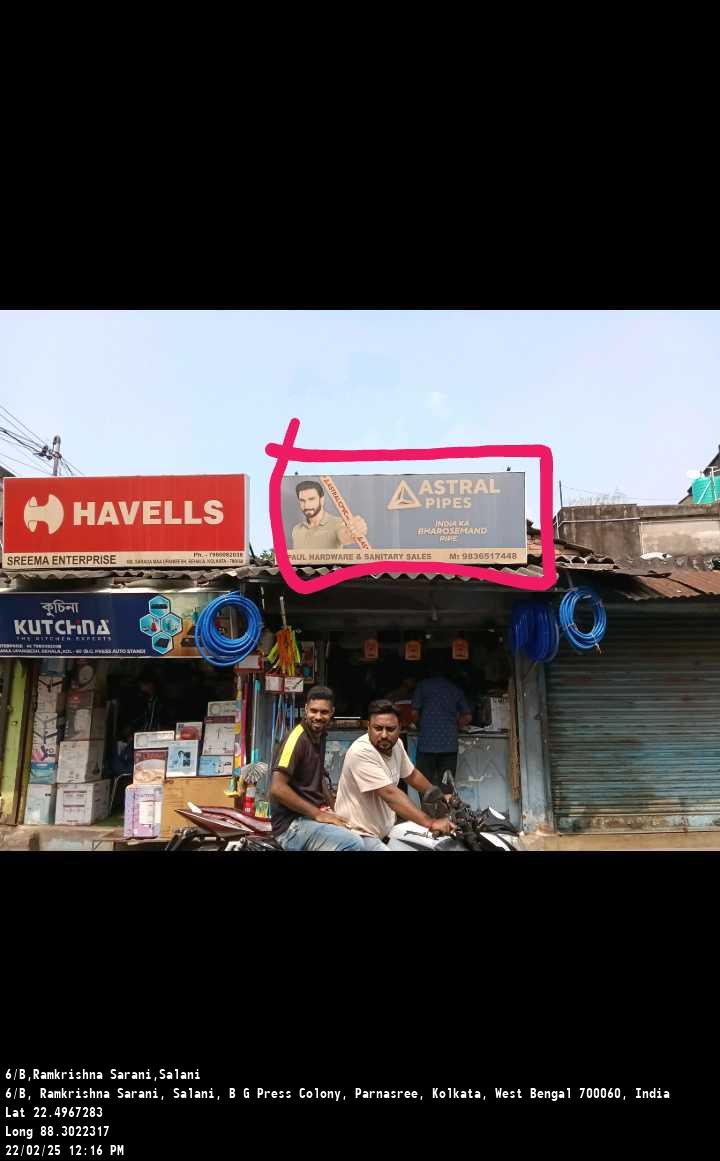 HAVELLS
SREEMA ENTERPRISE
Ph. - 7980082038
ASTRAL
PIPES
INDIA KA
BHAROSEMAND
PIPE
PAUL HARDWARE & SANITARY SALES M: 9836517448
কুচিনা
KUTCHINA
THE KITCHEN EXPERTS
6/B,Ramkrishna Sarani,Salani
6/B, Ramkrishna Sarani, Salani, B G Press Colony, Parnasree, Kolkata, West Bengal 700060, India
Lat 22.4967283
Long 88.3022317
22/02/25 12:16 PM